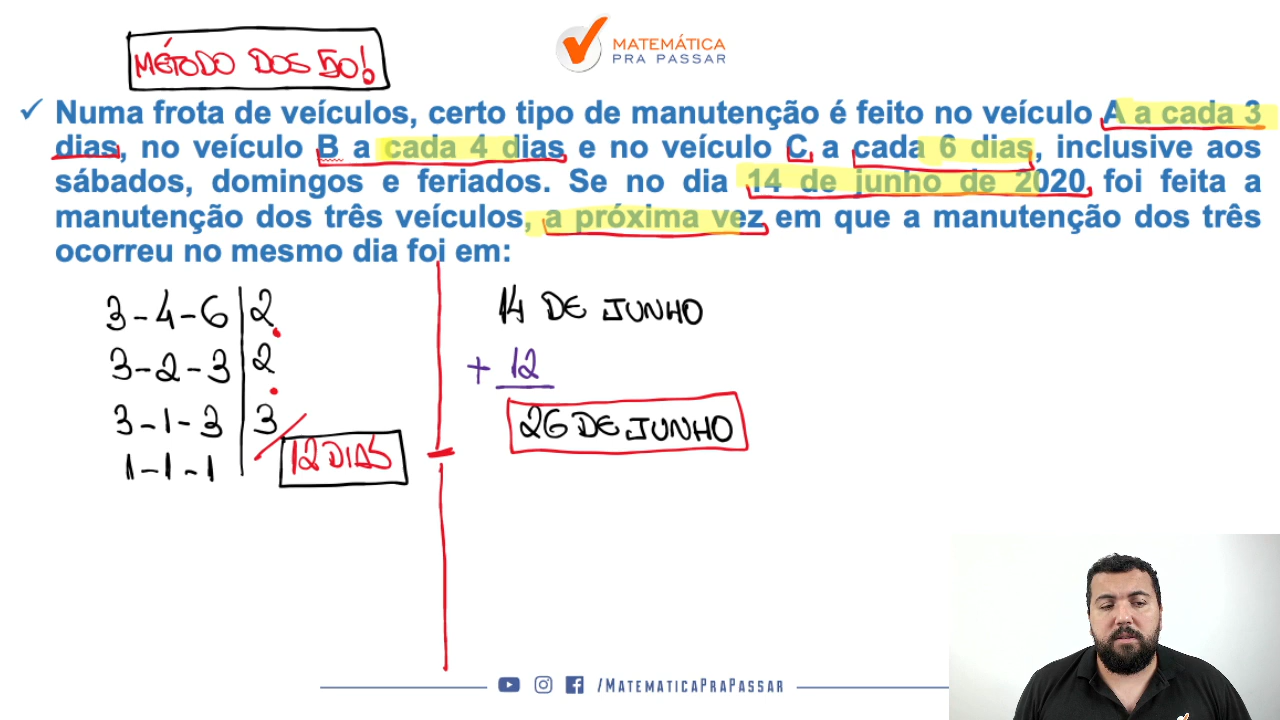 MÉTODO DOS 50!
MATEMÁTICA
PRA PASSAR
✓ Numa frota de veículos, certo tipo de manutenção é feito no veículo A a cada 3
dias, no veículo B a cada 4 dias e no veículo C a cada 6 dias, inclusive aos
sábados, domingos e feriados. Se no dia 14 de junho de 2020 foi feita a
manutenção dos três veículos, a próxima vez em que a manutenção dos três
ocorreu no mesmo dia foi em:
3-4-6 | 2
3-2-3 | 2
3-1-3 | 3
1-1-1
12 DIAS
14 DE JUNHO
+ 12
26 DE JUNHO
/MATEMATICAPRAPASSAR